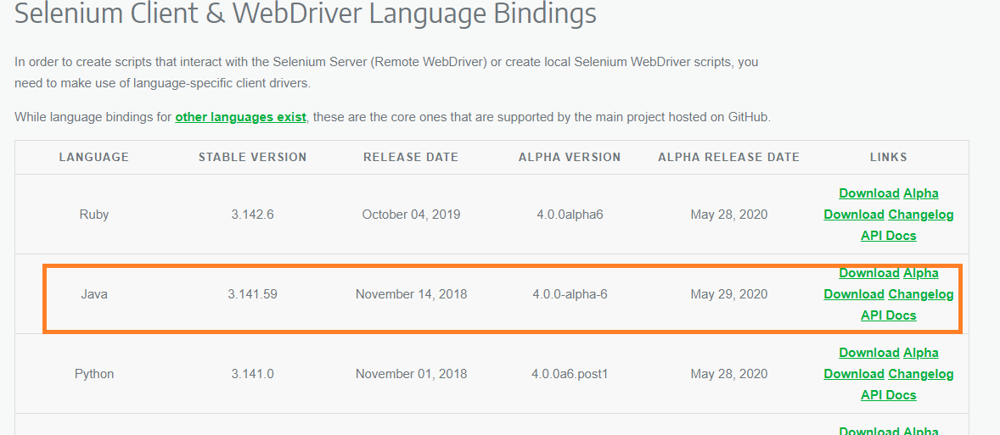 Selenium Client & WebDriver Language Bindings
In order to create scripts that interact with the Selenium Server (Remote WebDriver) or create local Selenium WebDriver scripts, you
need to make use of language-specific client drivers.
While language bindings for other languages exist, these are the core ones that are supported by the main project hosted on GitHub.
LANGUAGE STABLE VERSION RELEASE DATE ALPHA VERSION ALPHA RELEASE DATE LINKS
Download Alpha
Ruby 3.142.6 October 04, 2019 4.0.0alpha6 May 28, 2020 Download Changelog
API Docs
Download Alpha
Java 3.141.59 November 14, 2018 4.0.0-alpha-6 May 29, 2020 Download Changelog
API Docs
Download Alpha
Python 3.141.0 November 01, 2018 4.0.0a6.post1 May 28, 2020 Download Changelog
API Docs
Download Alpha